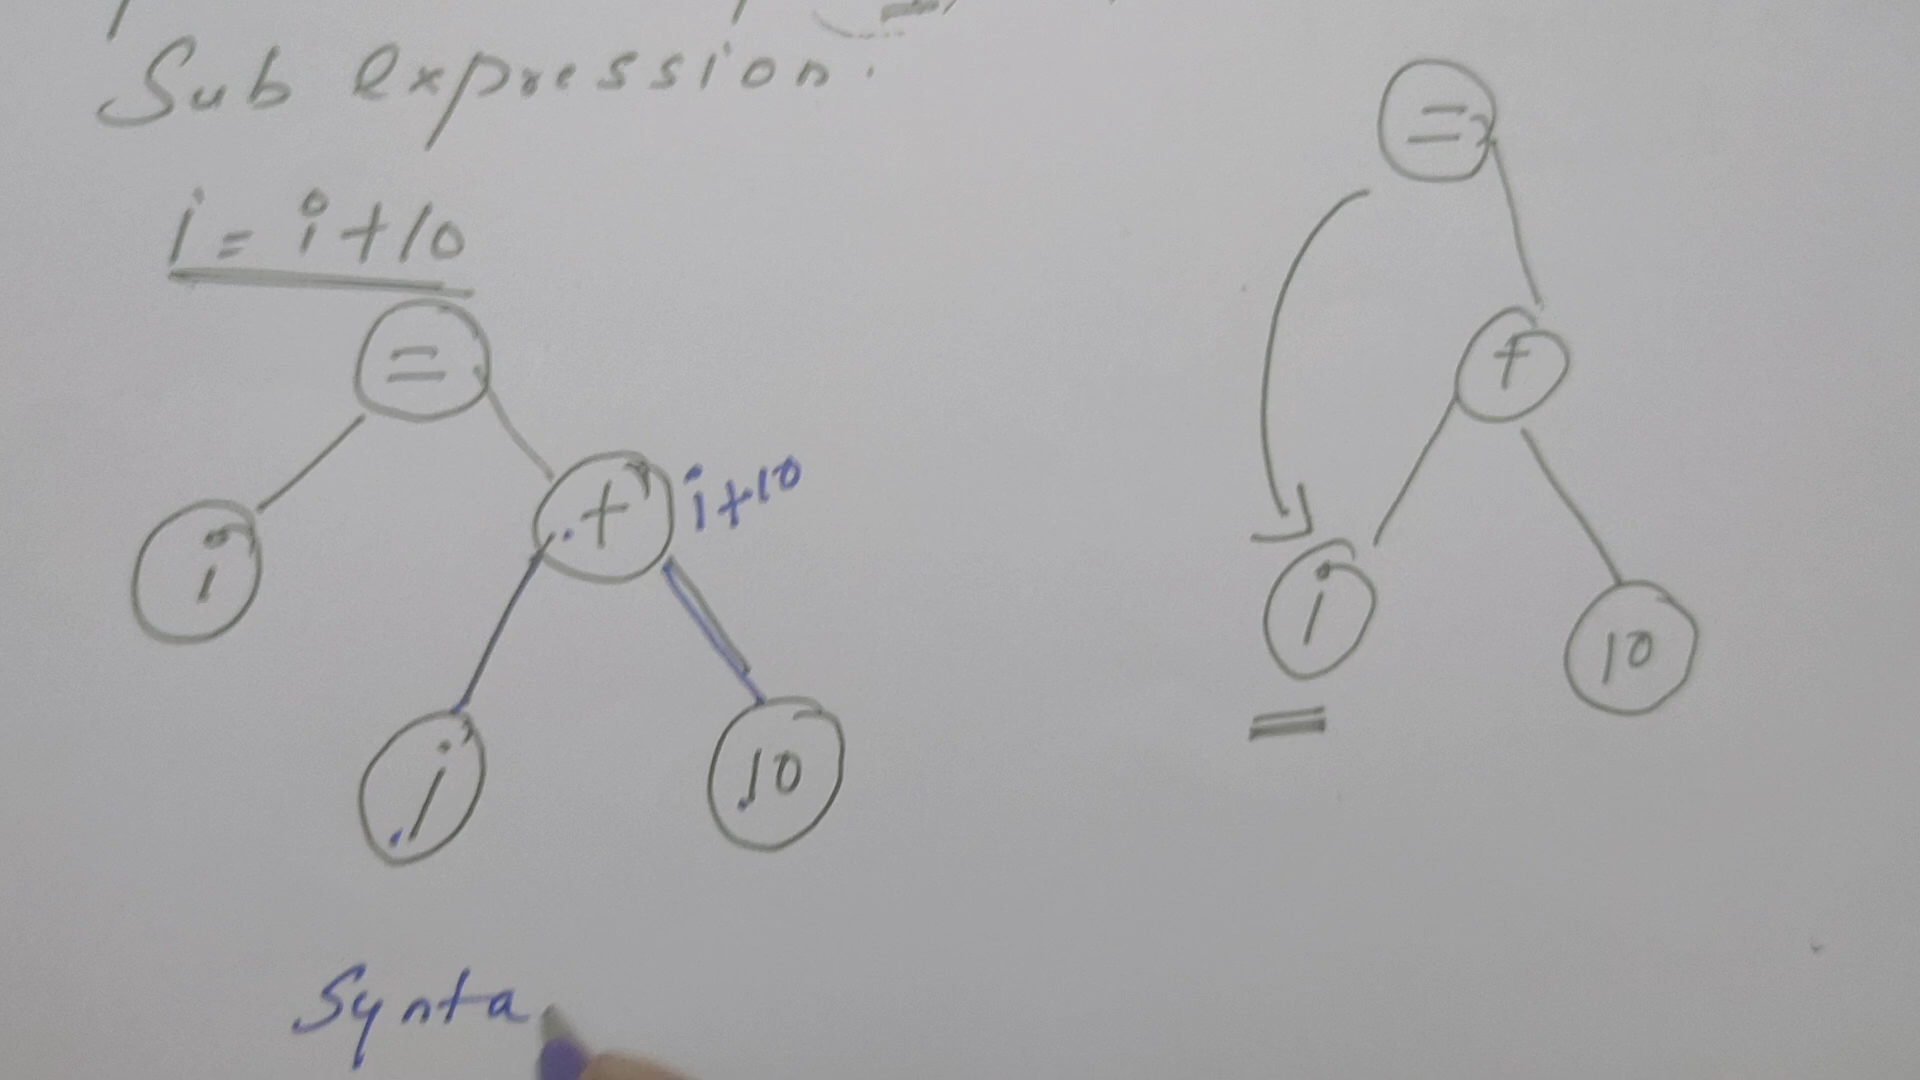 Sub expression.
i = i+10
=
i
+
i+10
i
10
=
+
i
10
Synta